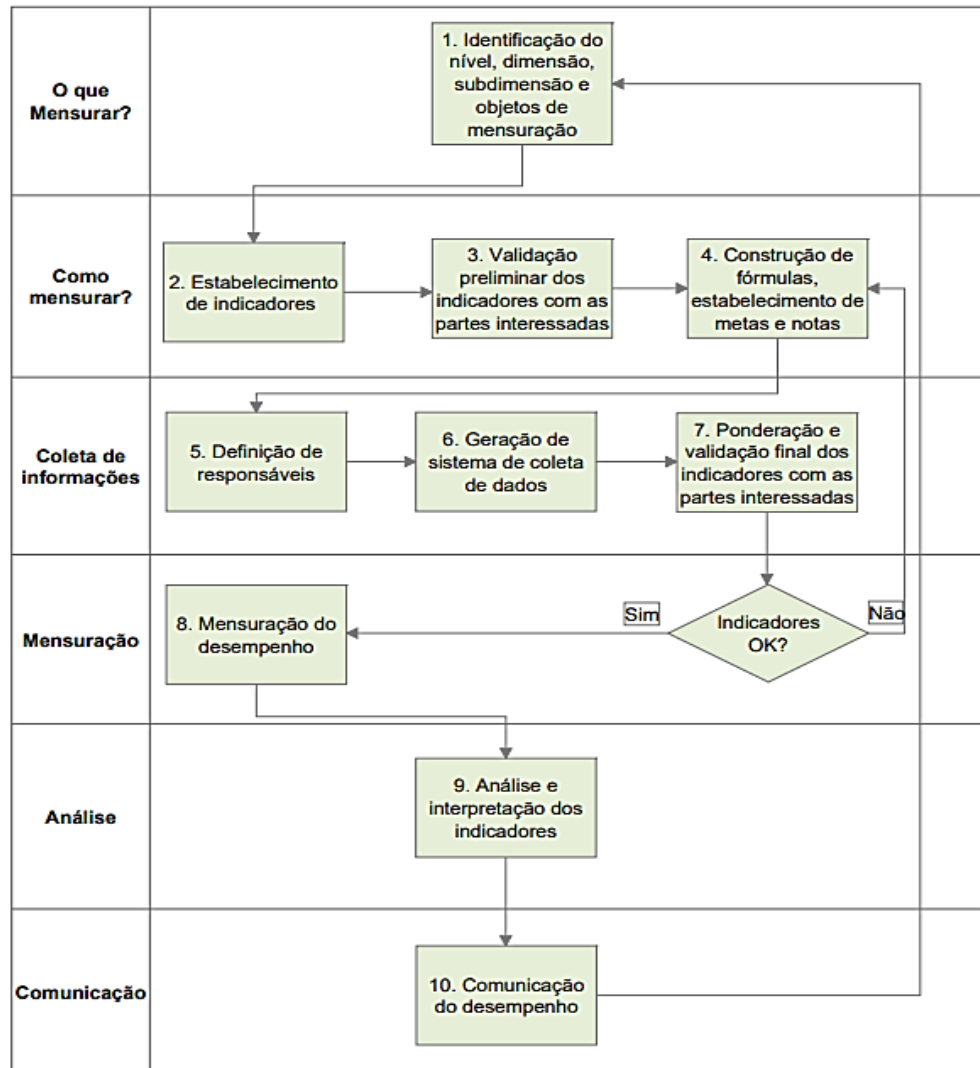 O que
Mensurar?
1. Identificação do
nível, dimensão,
subdimensão e
objetos de
mensuração
Como
mensurar?
2. Estabelecimento
de indicadores
3. Validação
preliminar dos
indicadores com as
partes interessadas
4. Construção de
fórmulas,
estabelecimento de
metas e notas
Coleta de
informações
5. Definição de
responsáveis
6. Geração de
sistema de coleta
de dados
7. Ponderação e
validação final dos
indicadores com as
partes interessadas
Mensuração
8. Mensuração do
desempenho
Sim
Indicadores
OK?
Não
Análise
9. Análise e
interpretação dos
indicadores
Comunicação
10. Comunicação
do desempenho